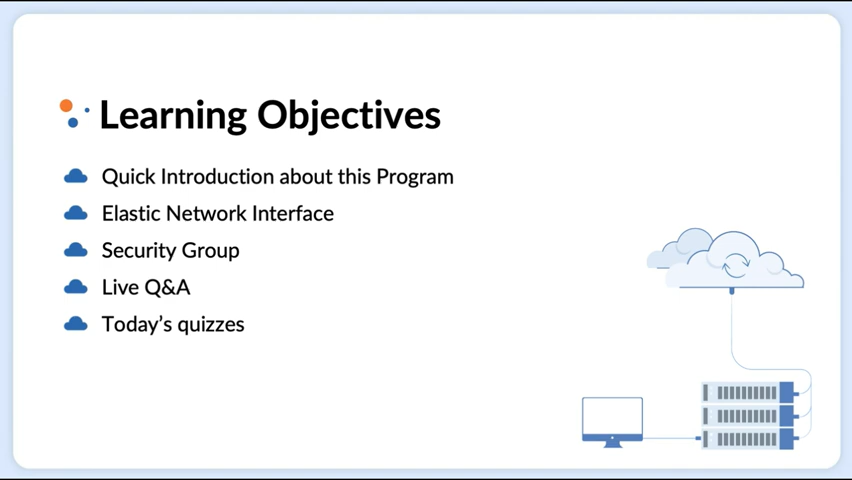 Learning Objectives
Quick Introduction about this Program
Elastic Network Interface
Security Group
Live Q&A
Today's quizzes